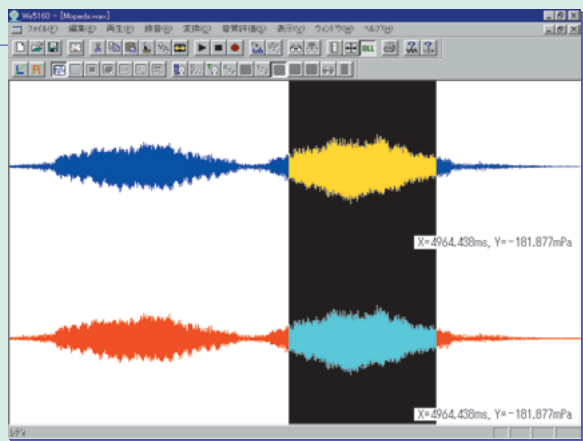 Wa5160 - [Mopeds.wav]
ファイル(F) 編集(E) 再生(P) 録音(R) 変換(C) 音質評価(S) 表示(V) ウィンドウ(W) ヘルプ(H)
L R ALL
X=4964.438ms, Y=-181.877mPa
X=4964.438ms, Y=-181.877mPa
レディ